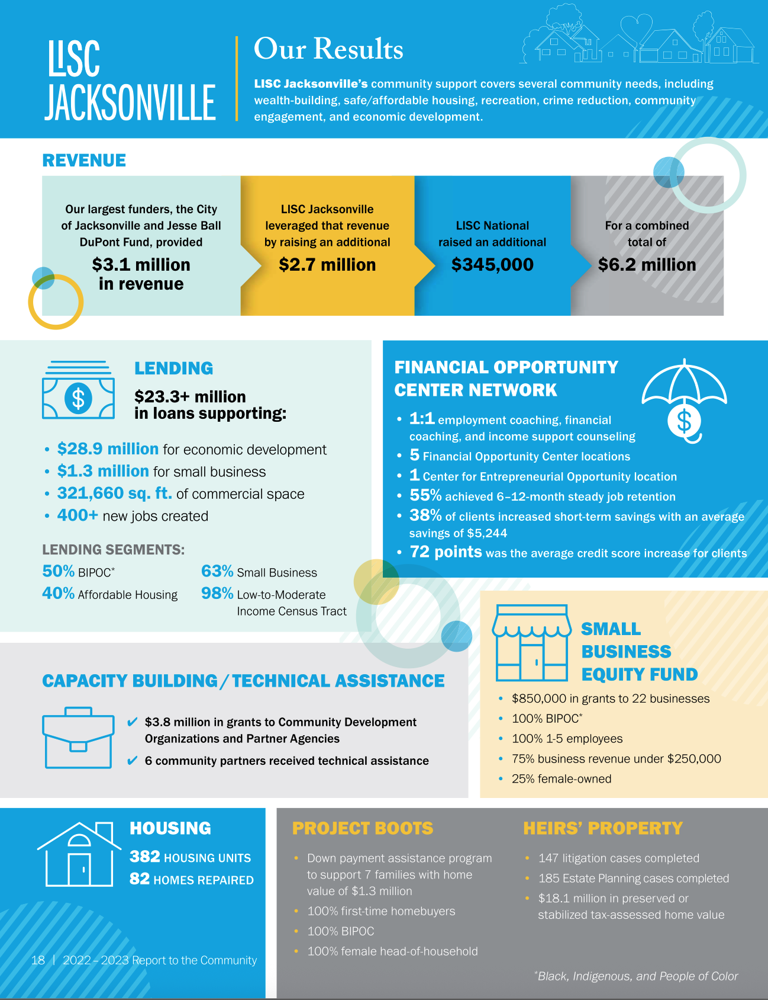 LISC
JACKSONVILLE
Our Results
LISC Jacksonville's community support covers several community needs, including
wealth-building, safe/affordable housing, recreation, crime reduction, community
engagement, and economic development.
REVENUE
Our largest funders, the City
of Jacksonville and Jesse Ball
DuPont Fund, provided
$3.1 million
in revenue
LISC Jacksonville
leveraged that revenue
by raising an additional
$2.7 million
LISC National
raised an additional
$345,000
For a combined
total of
$6.2 million
LENDING
$23.3+ million
in loans supporting:
• $28.9 million for economic development
• $1.3 million for small business
• 321,660 sq. ft. of commercial space
• 400+ new jobs created
LENDING SEGMENTS:
50% BIPOC*
40% Affordable Housing
63% Small Business
98% Low-to-Moderate
Income Census Tract
FINANCIAL OPPORTUNITY
CENTER NETWORK
• 1:1 employment coaching, financial
coaching, and income support counseling
• 5 Financial Opportunity Center locations
• 1 Center for Entrepreneurial Opportunity location
• 55% achieved 6–12-month steady job retention
• 38% of clients increased short-term savings with an average
savings of $5,244
• 72 points was the average credit score increase for clients
CAPACITY BUILDING/TECHNICAL ASSISTANCE
✔ $3.8 million in grants to Community Development
Organizations and Partner Agencies
✔ 6 community partners received technical assistance
SMALL
BUSINESS
EQUITY FUND
• $850,000 in grants to 22 businesses
• 100% BIPOC*
• 100% 1-5 employees
• 75% business revenue under $250,000
• 25% female-owned
HOUSING
382 HOUSING UNITS
82 HOMES REPAIRED
PROJECT BOOTS
• Down payment assistance program
to support 7 families with home
value of $1.3 million
• 100% first-time homebuyers
• 100% BIPOC
• 100% female head-of-household
HEIRS' PROPERTY
• 147 litigation cases completed
• 185 Estate Planning cases completed
• $18.1 million in preserved or
stabilized tax-assessed home value
*Black, Indigenous, and People of Color
18 | 2022–2023 Report to the Community